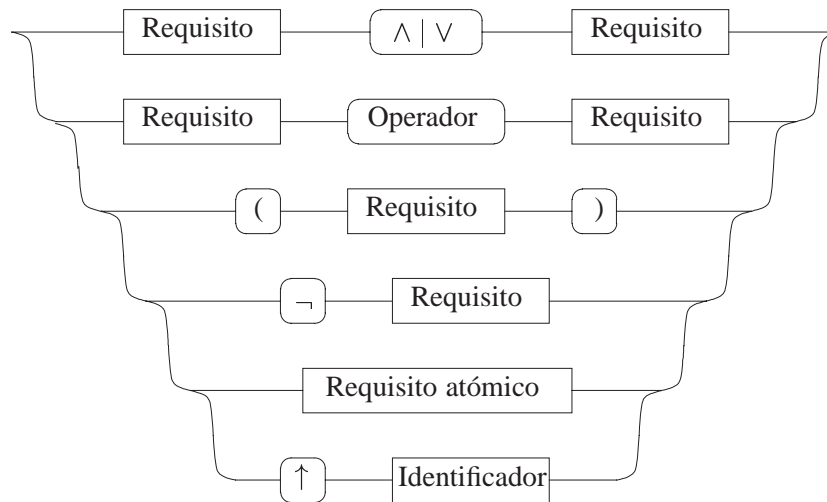 Requisito ∧ | ∨ Requisito
Requisito Operador Requisito
( Requisito )
¬ Requisito
Requisito atómico
↑ Identificador